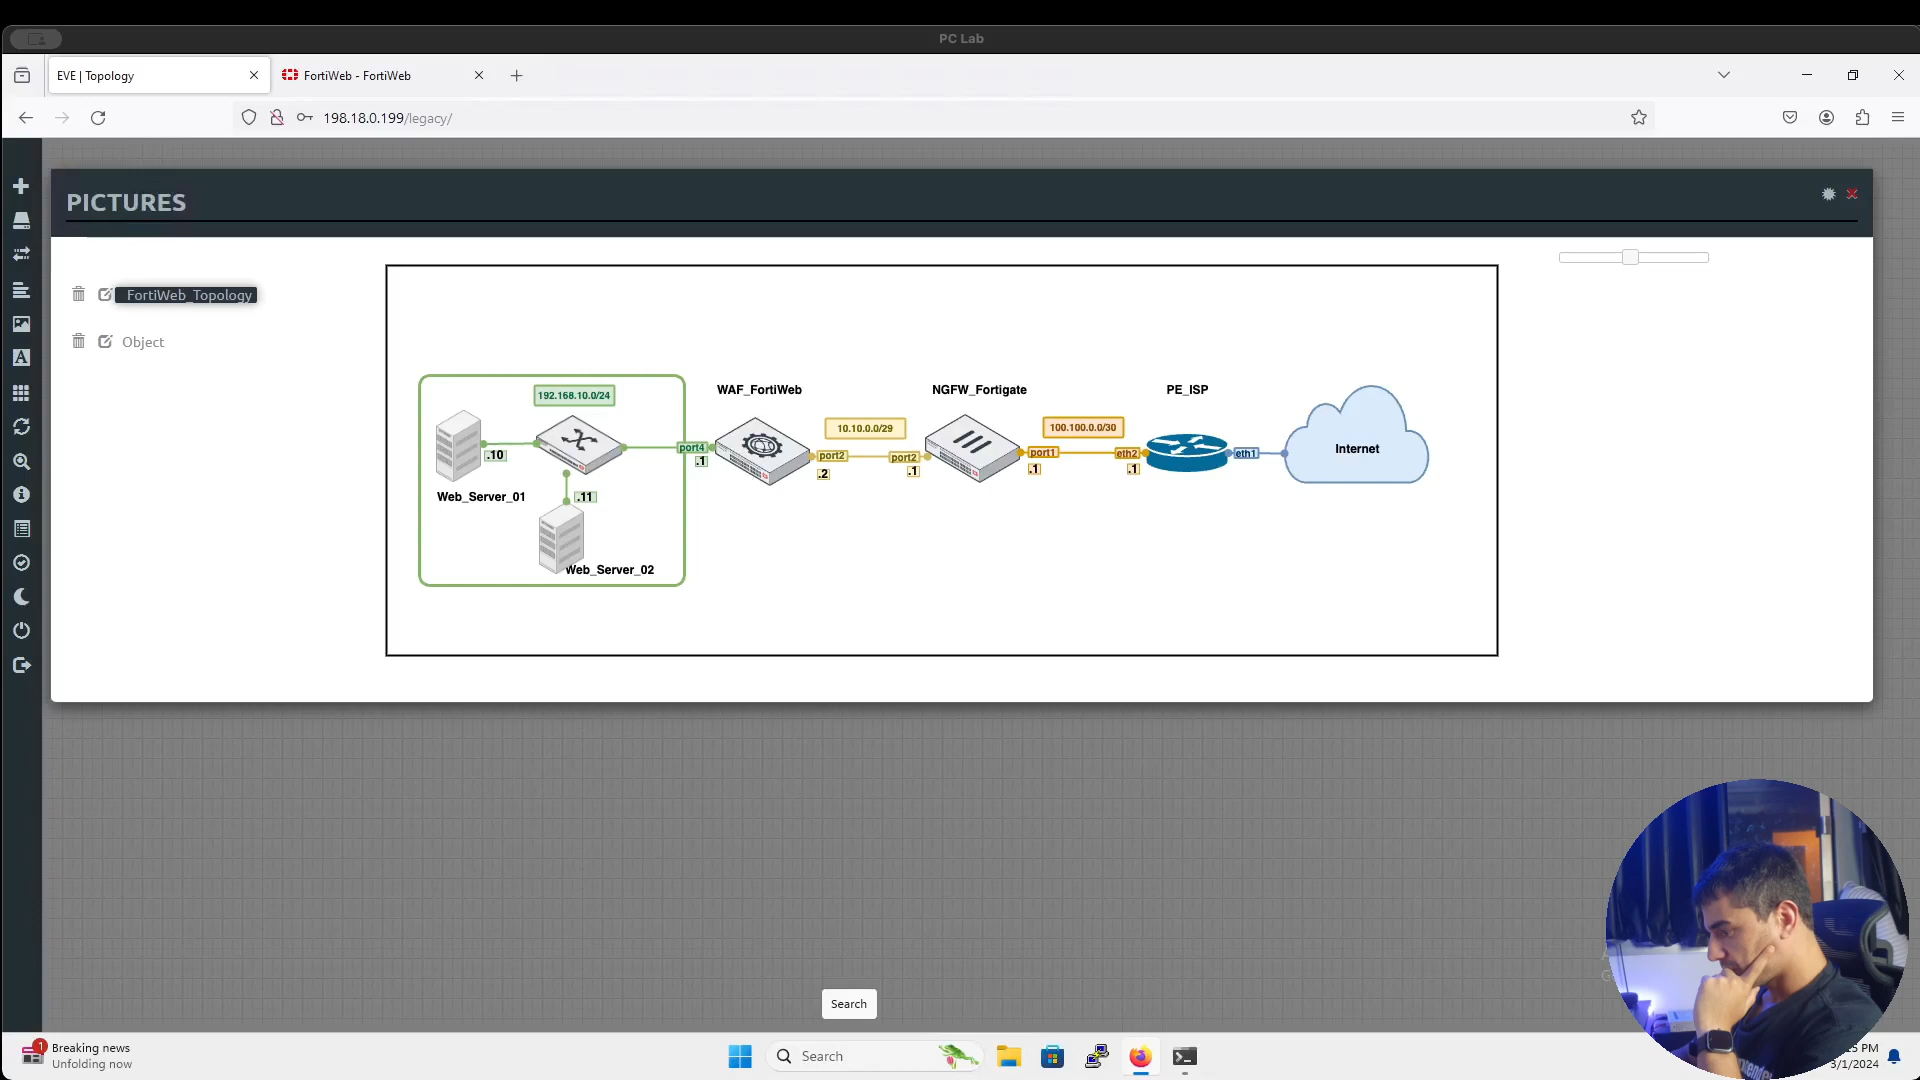 PC Lab
EVE | Topology
FortiWeb - FortiWeb
198.18.0.199/legacy/
PICTURES
FortiWeb_Topology
Object
192.168.10.0/24
WAF_FortiWeb
NGFW_Fortigate
PE_ISP
10.10.0.0/29
100.100.0.0/30
.10
port4
.1
port2
.2
port2
.1
port1
.1
eth2
.1
eth1
Internet
Web_Server_01
.11
Web_Server_02
Search
1
Breaking news
Unfolding now
Search
PM
3/1/2024